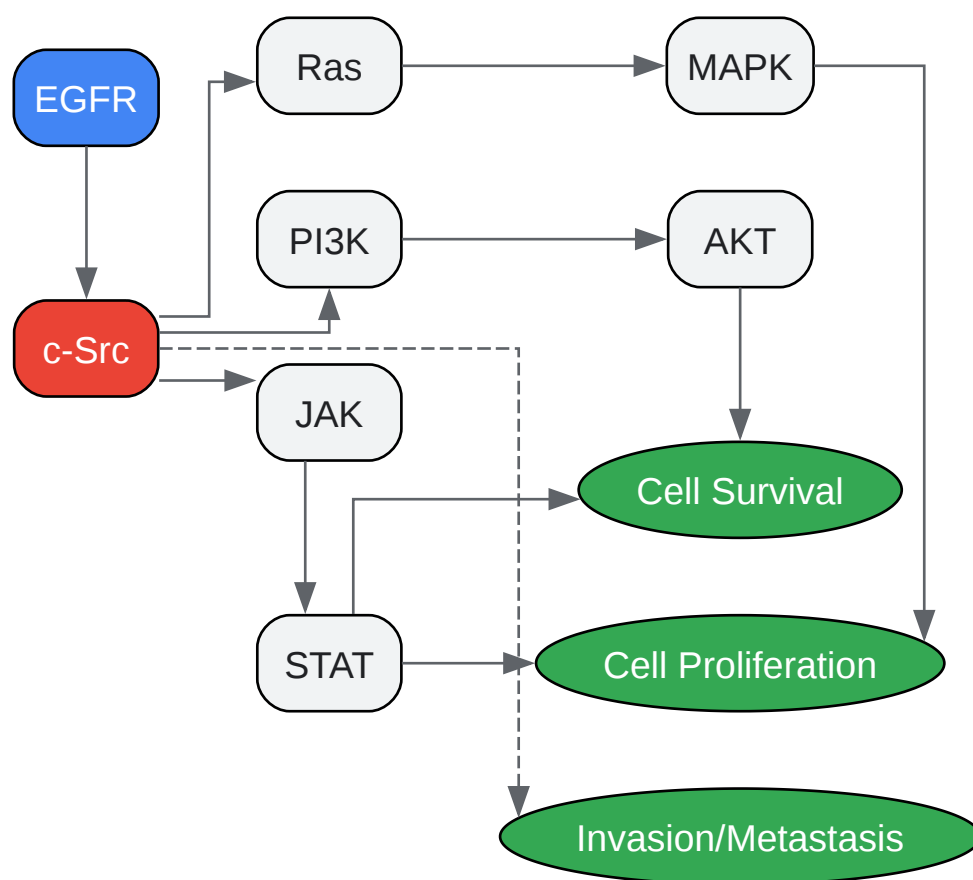 Ras
MAPK
EGFR
PI3K
AKT
c-Src
JAK
Cell Survival
STAT
Cell Proliferation
Invasion/Metastasis